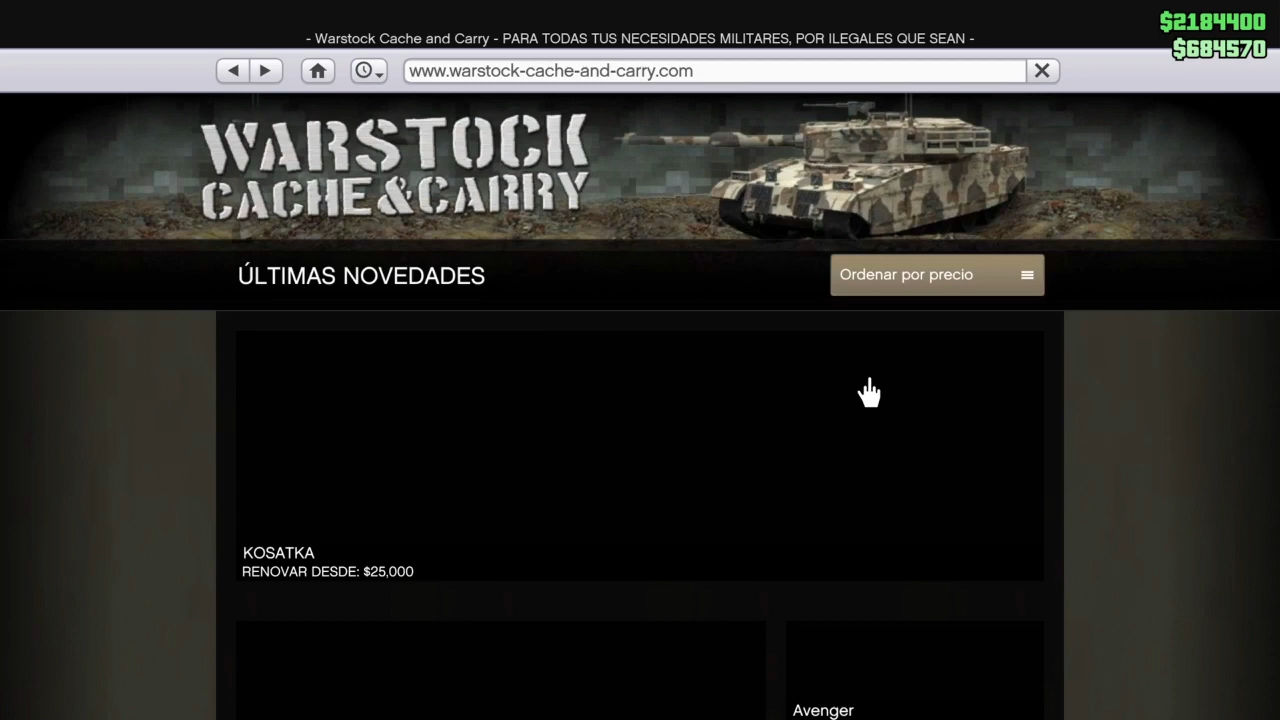 $2184400
- Warstock Cache and Carry - PARA TODAS TUS NECESIDADES MILITARES, POR ILEGALES QUE SEAN -
$684570
www.warstock-cache-and-carry.com
WARSTOCK
CACHE&CARRY
ÚLTIMAS NOVEDADES
Ordenar por precio
KOSATKA
RENOVAR DESDE: $25,000
Avenger